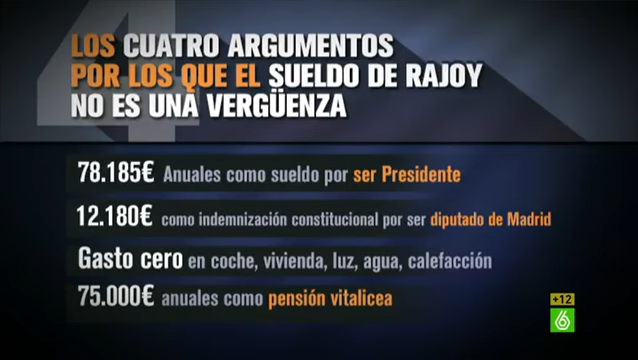 LOS CUATRO ARGUMENTOS
POR LOS QUE EL SUELDO DE RAJOY
NO ES UNA VERGÜENZA
78.185€ Anuales como sueldo por ser Presidente
12.180€ como indemnización constitucional por ser diputado de Madrid
Gasto cero en coche, vivienda, luz, agua, calefacción
75.000€ anuales como pensión vitalicea
+12
6
4